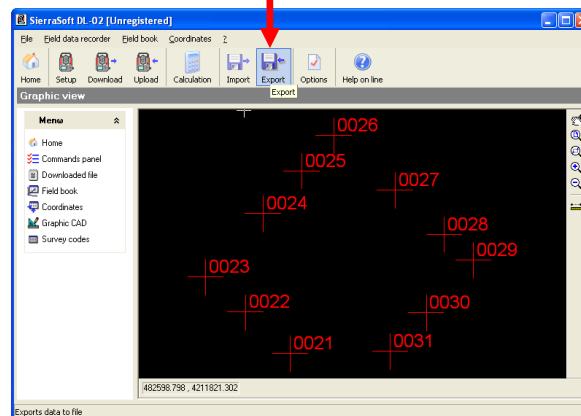 SierraSoft DL-02 [Unregistered]
File Field data recorder Field book Coordinates ?
Home Setup Download Upload Calculation Import Export Options Help on line
Export
Graphic view
Menu
Home
Commands panel
Downloaded file
Field book
Coordinates
Graphic CAD
Survey codes
0026
0025
0027
0024
0028
0029
0023
0022
0030
0021
0031
482598.798 , 4211821.302
Exports data to file